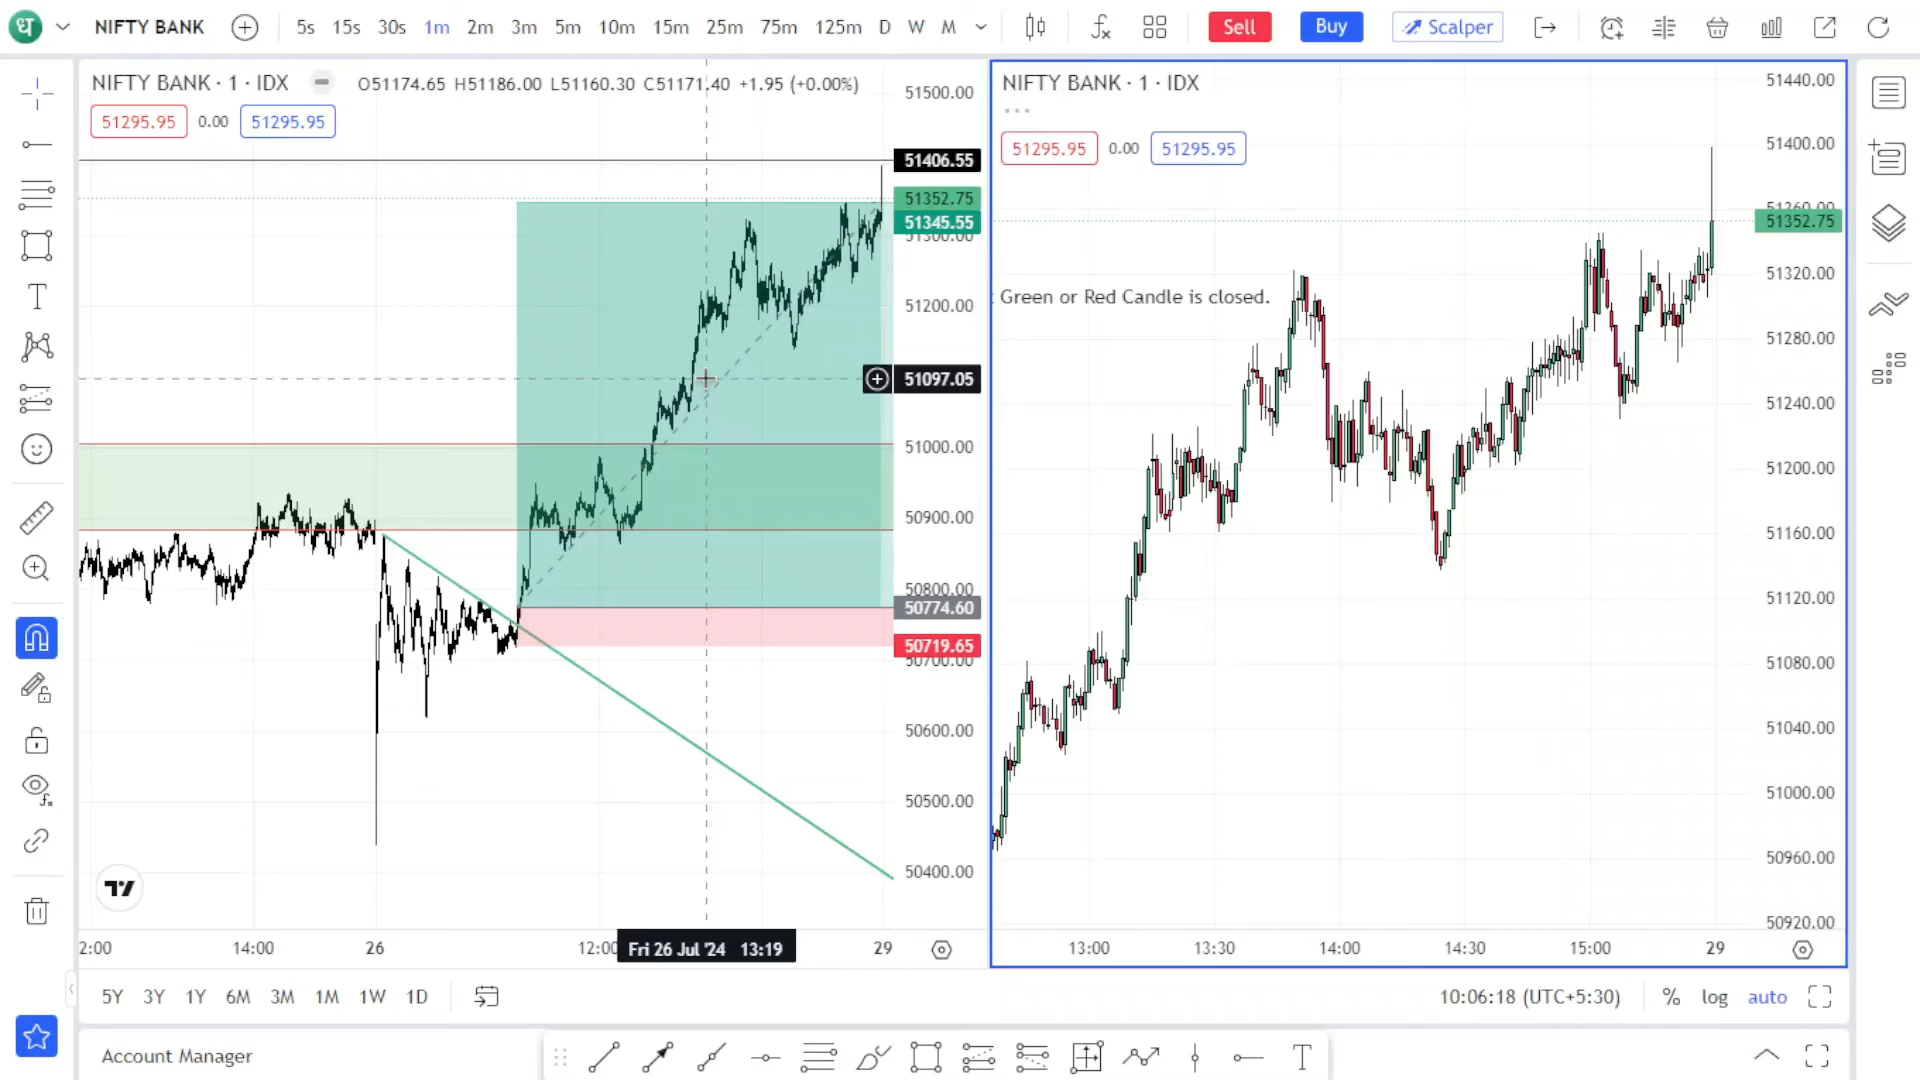 ध NIFTY BANK 5s 15s 30s 1m 2m 3m 5m 10m 15m 25m 75m 125m D W M Sell Buy Scalper
NIFTY BANK · 1 · IDX O51174.65 H51186.00 L51160.30 C51171.40 +1.95 (+0.00%)
51295.95 0.00 51295.95
51500.00
51406.55
51352.75
51345.55
51300.00
51200.00
51097.05
51000.00
50900.00
50800.00
50774.60
50719.65
50700.00
50600.00
50500.00
50400.00
2:00 14:00 26 12:00 Fri 26 Jul '24 13:19 29
NIFTY BANK · 1 · IDX
51295.95 0.00 51295.95
: Green or Red Candle is closed.
51440.00
51400.00
51360.00
51352.75
51320.00
51280.00
51240.00
51200.00
51160.00
51120.00
51080.00
51040.00
51000.00
50960.00
50920.00
13:00 13:30 14:00 14:30 15:00 29
5Y 3Y 1Y 6M 3M 1M 1W 1D
10:06:18 (UTC+5:30) % log auto
Account Manager